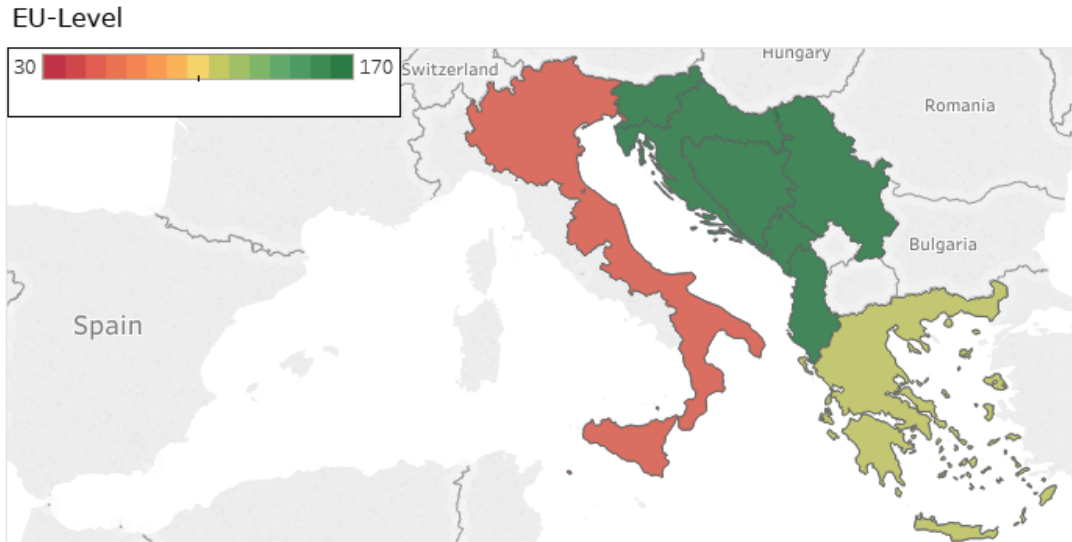 EU-Level
30 170
Switzerland
Hungary
Romania
Bulgaria
Spain